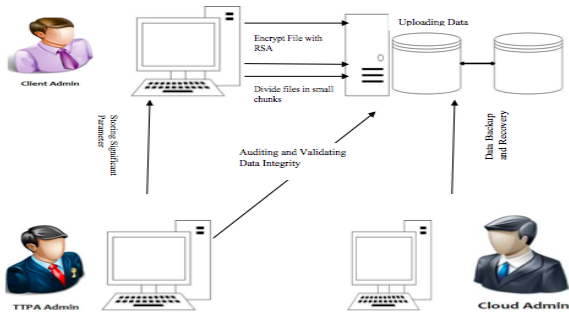 Uploading Data
Encrypt File with
RSA
Client Admin
Divide files in small
chunks
Storing Significant
Parameter
Auditing and Validating
Data Integrity
Data Backup
and Recovery
TTPA Admin
Cloud Admin